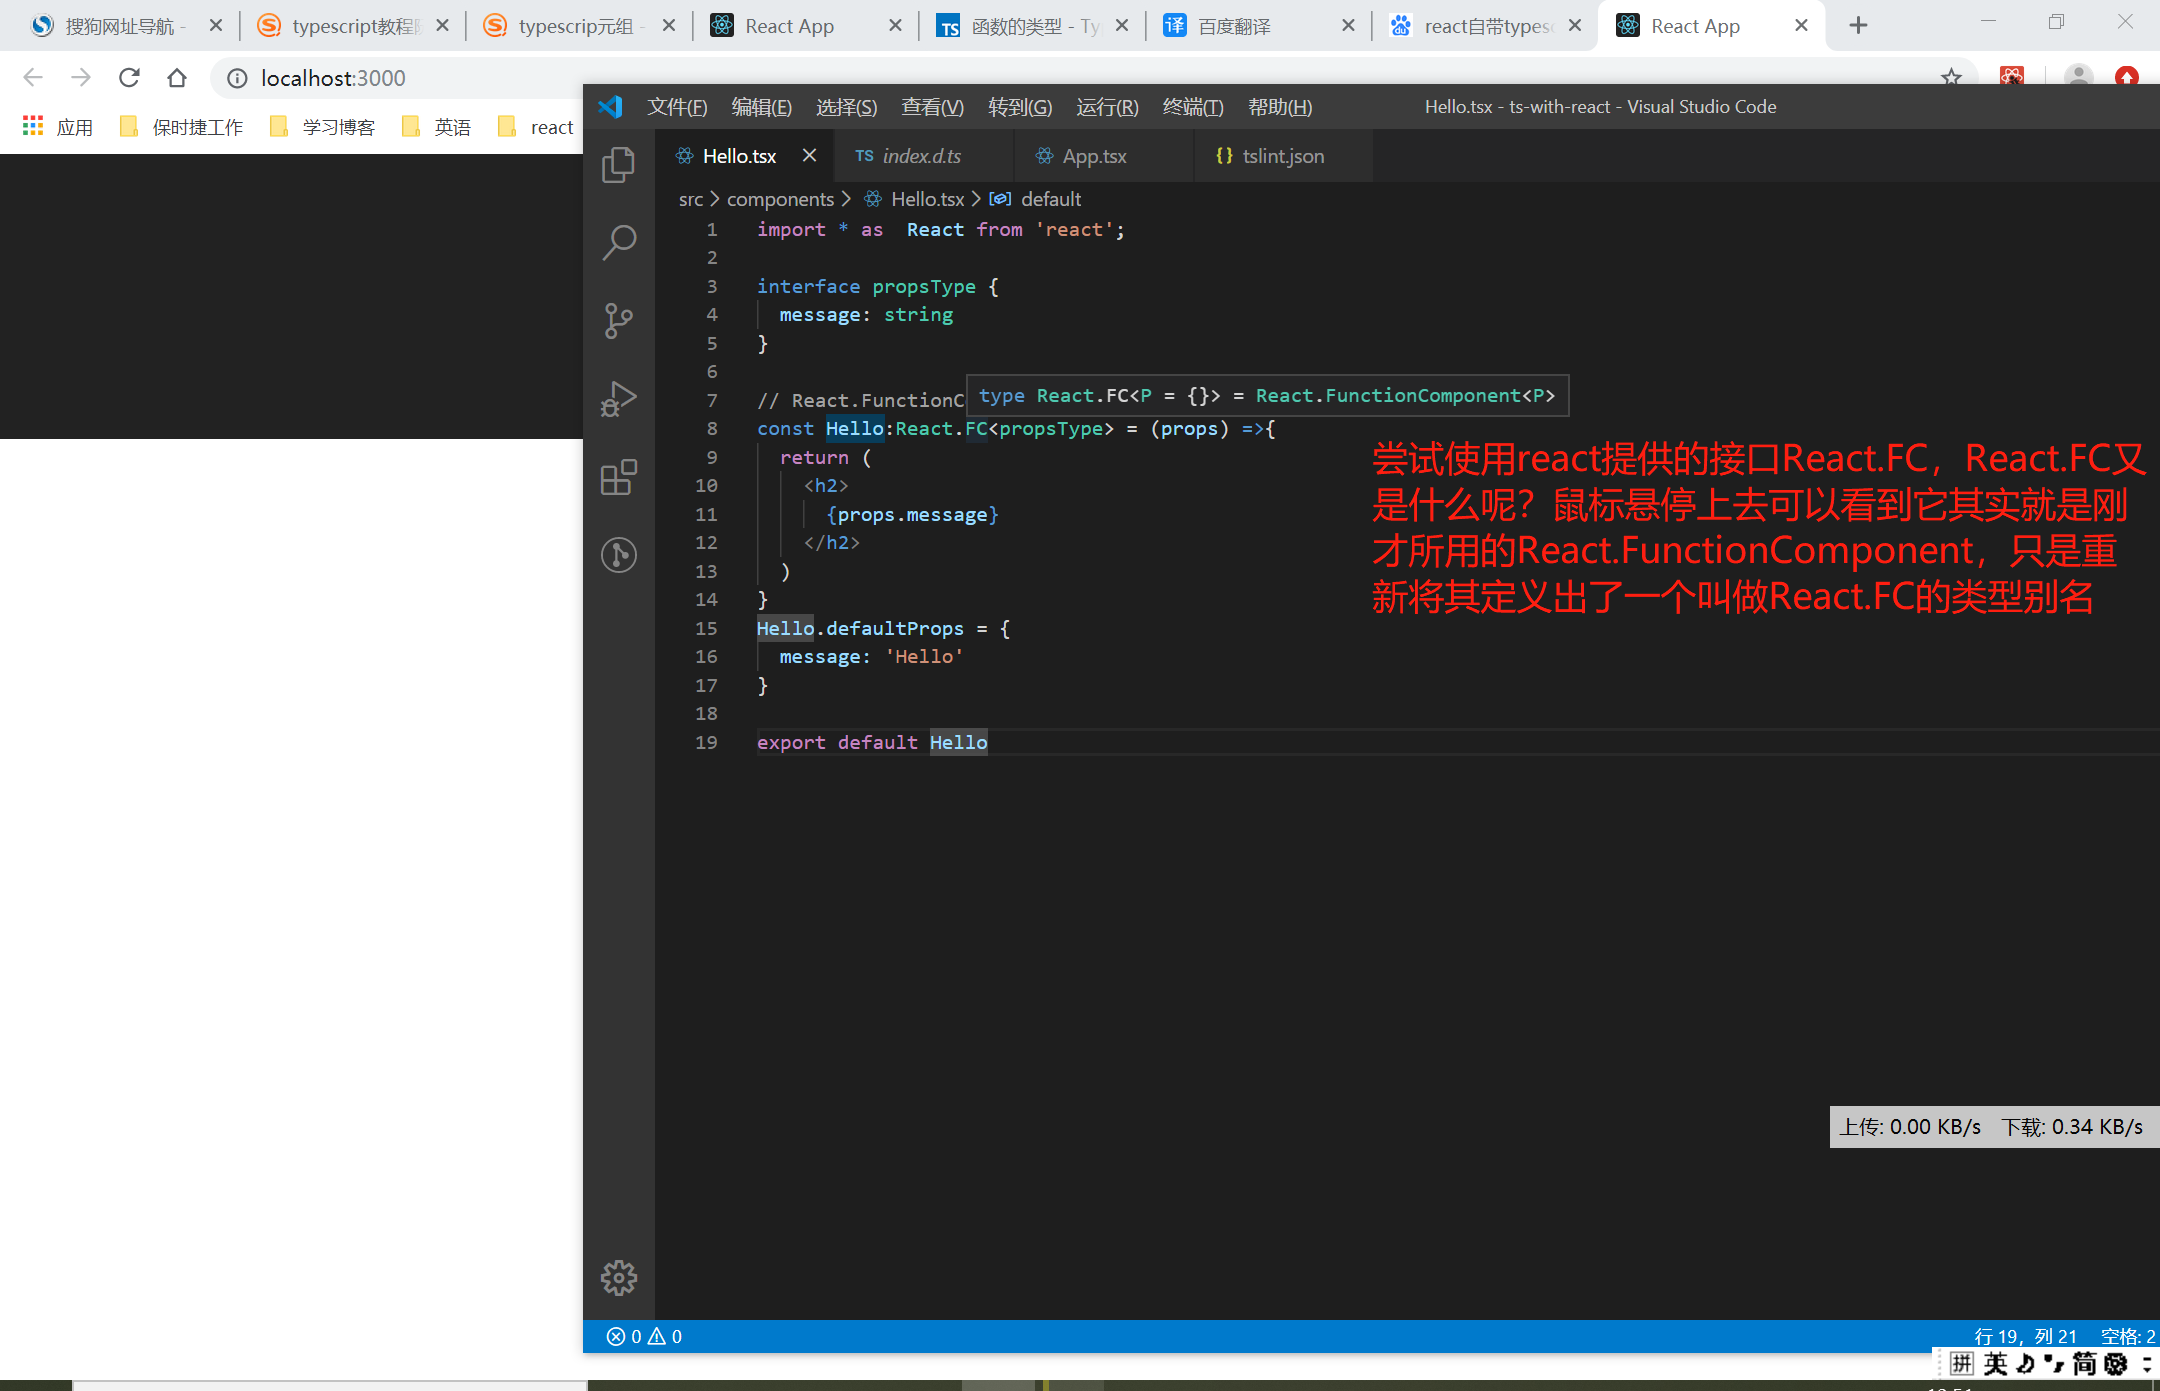 搜狗网址导航 -
typescript教程
typescrip元组 -
React App
函数的类型 - Ty
百度翻译
react自带types
React App
localhost:3000
应用
保时捷工作
学习博客
英语
react
文件(F) 编辑(E) 选择(S) 查看(V) 转到(G) 运行(R) 终端(T) 帮助(H)
Hello.tsx - ts-with-react - Visual Studio Code
Hello.tsx
TS index.d.ts
App.tsx
{} tslint.json
src > components > Hello.tsx > default
1 import * as  React from 'react';
2
3 interface propsType {
4   message: string
5 }
6
type React.FC<P = {}> = React.FunctionComponent<P>
7 // React.FunctionC
8 const Hello:React.FC<propsType> = (props) =>{
9   return (
10     <h2>
11       {props.message}
12     </h2>
13   )
14 }
15 Hello.defaultProps = {
16   message: 'Hello'
17 }
18
19 export default Hello
尝试使用react提供的接口React.FC，React.FC又
是什么呢？鼠标悬停上去可以看到它其实就是刚
才所用的React.FunctionComponent，只是重
新将其定义出了一个叫做React.FC的类型别名
上传: 0.00 KB/s 下载: 0.34 KB/s
0 0
行 19，列 21 空格: 2
拼 英 简